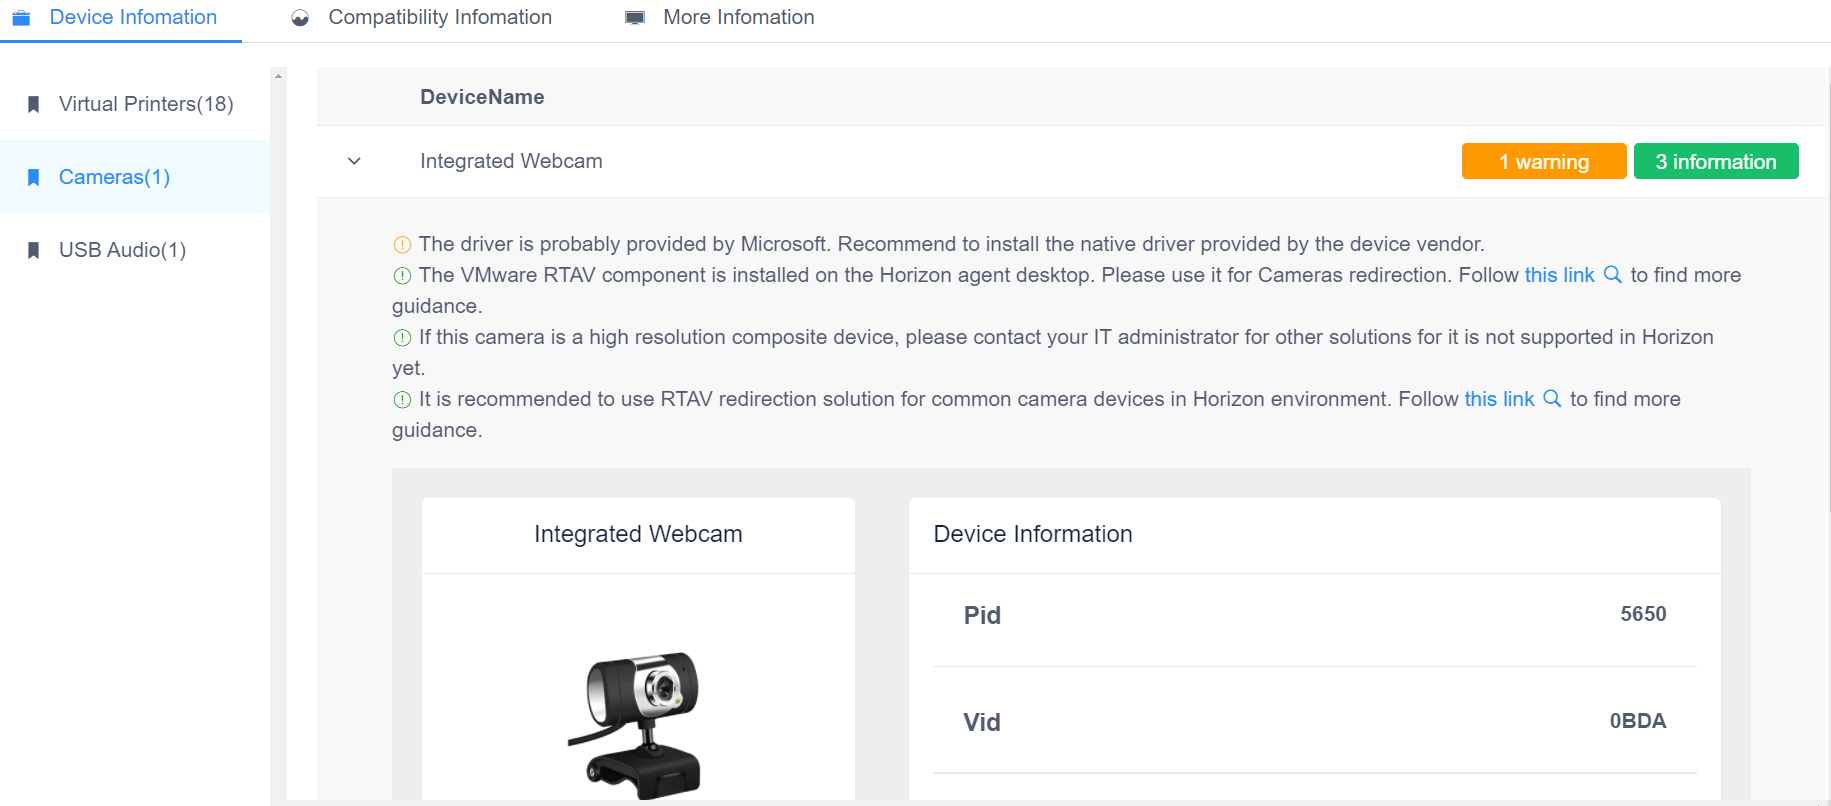 Device Infomation
Compatibility Infomation
More Infomation
Virtual Printers(18)
Cameras(1)
USB Audio(1)
DeviceName
Integrated Webcam
1 warning
3 information
The driver is probably provided by Microsoft. Recommend to install the native driver provided by the device vendor.
The VMware RTAV component is installed on the Horizon agent desktop. Please use it for Cameras redirection. Follow this link to find more
guidance.
If this camera is a high resolution composite device, please contact your IT administrator for other solutions for it is not supported in Horizon
yet.
It is recommended to use RTAV redirection solution for common camera devices in Horizon environment. Follow this link to find more
guidance.
Integrated Webcam
Device Information
Pid 5650
Vid 0BDA